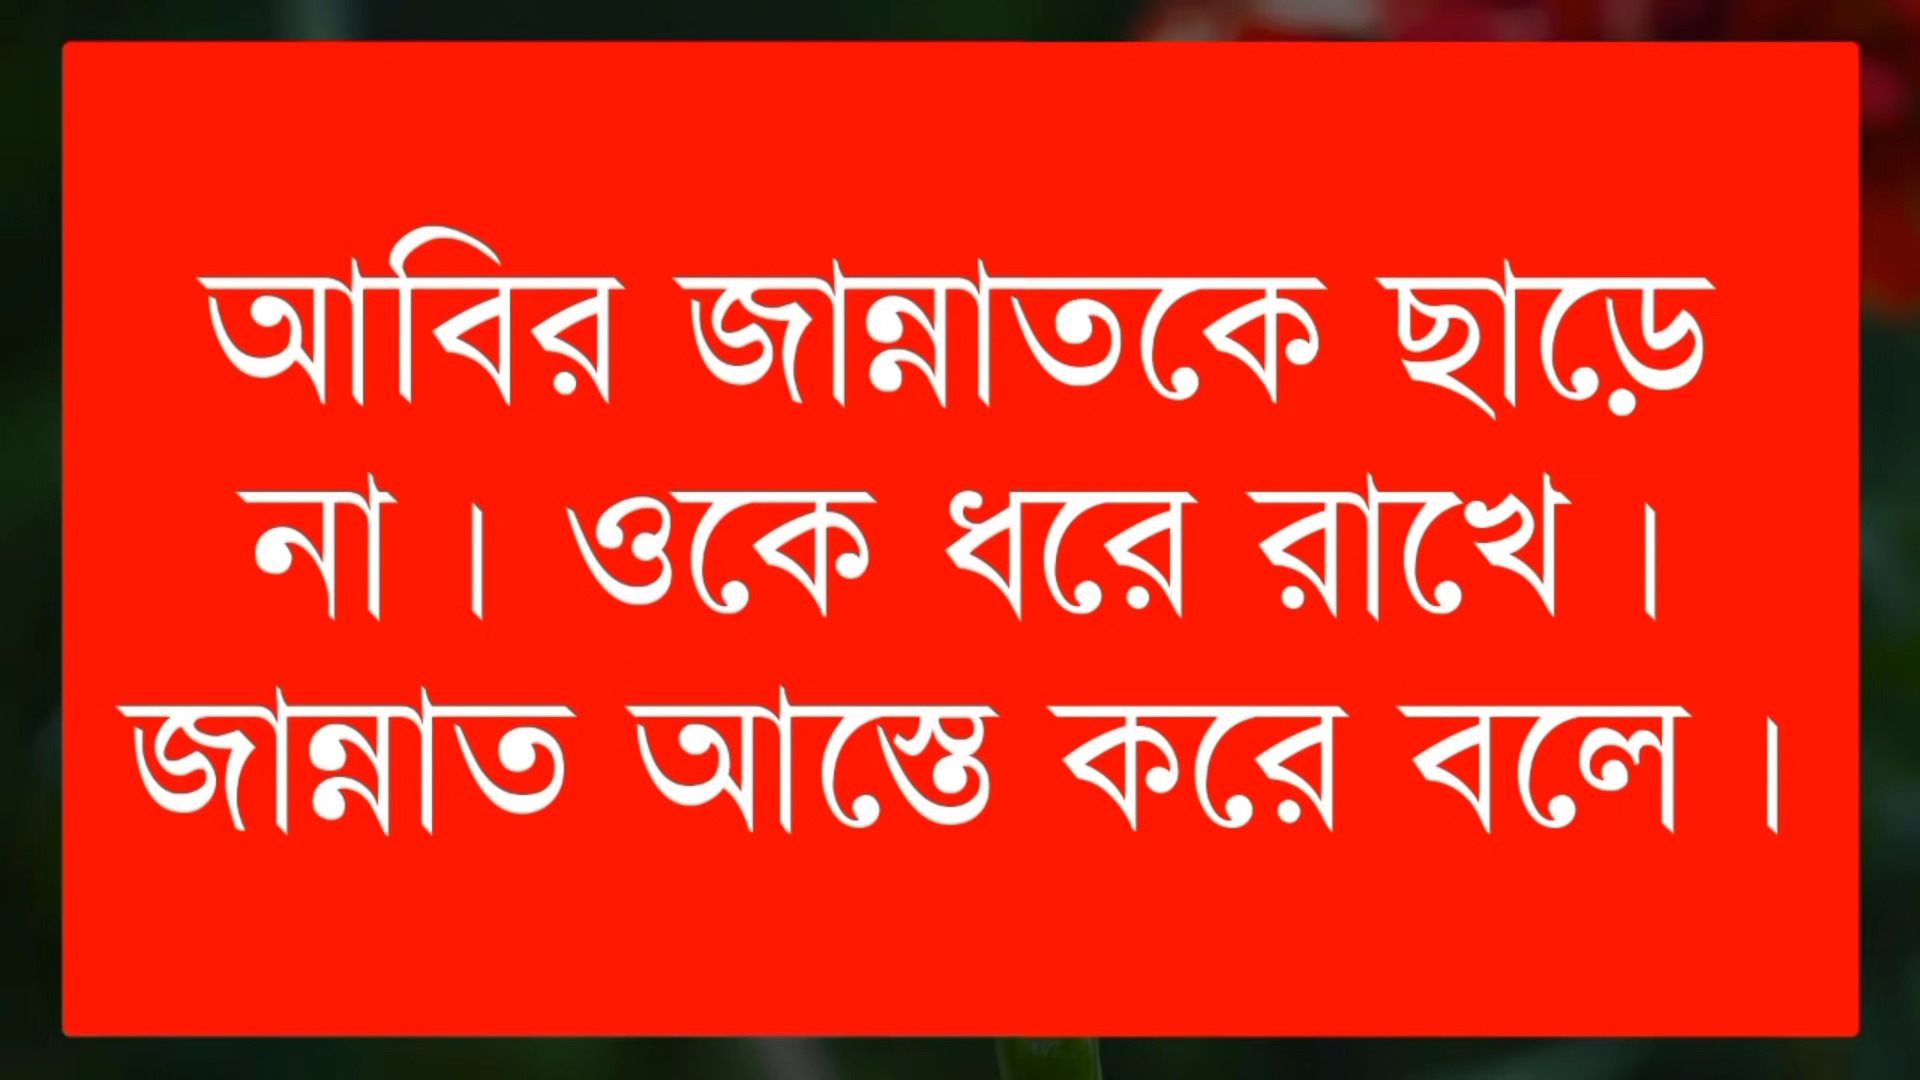 আবির জান্নাতকে ছাড়ে
না । ওকে ধরে রাখে ।
জান্নাত আস্তে করে বলে ।